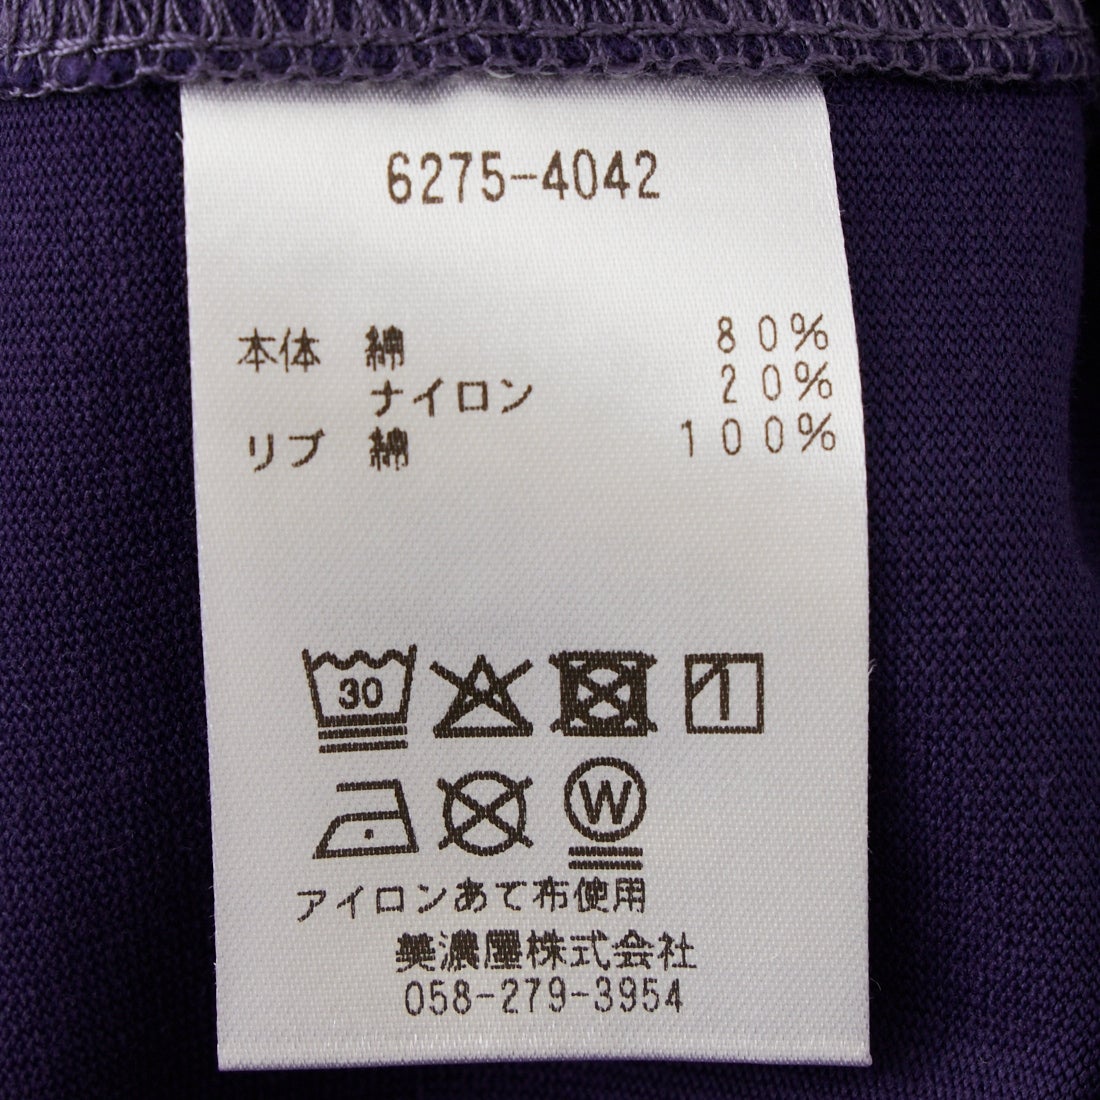 6275-4042
本体 綿 80%
ナイロン 20%
リブ 綿 100%
30
W
アイロンあて布使用
美濃屋株式会社
058-279-3954